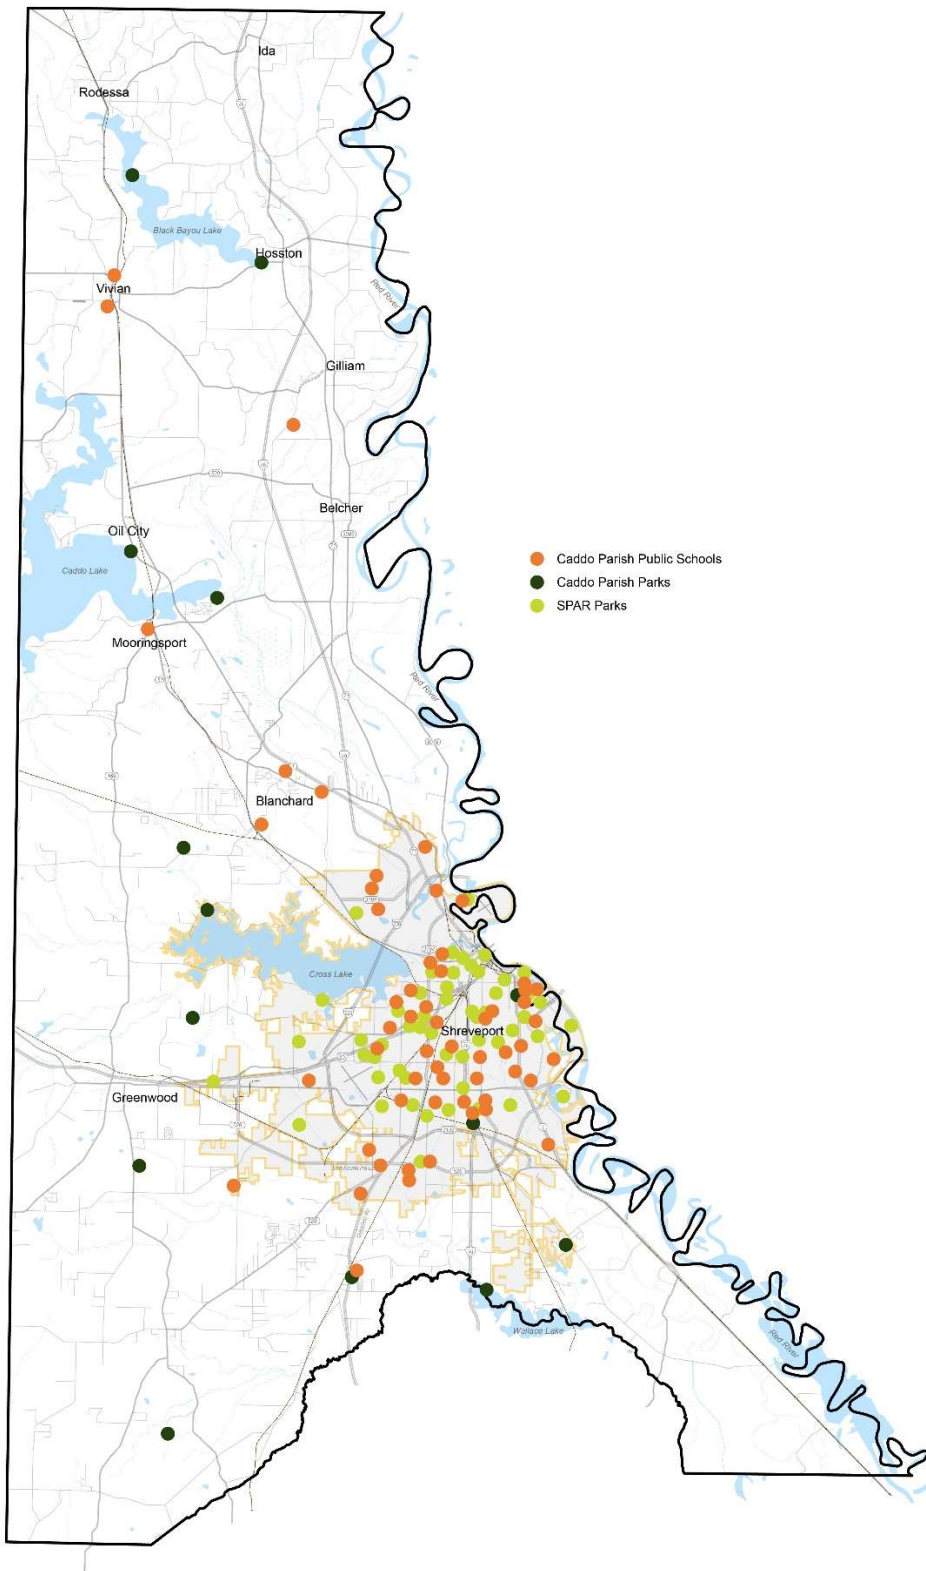 Ida
Rodessa
Black Bayou Lake
Hosston
Vivian
Red River
Gilliam
Belcher
Oil City
Caddo Parish Public Schools
Caddo Lake
Caddo Parish Parks
SPAR Parks
Mooringsport
Red River
Blanchard
Cross Lake
Shreveport
Greenwood
Wallace Lake
Red River